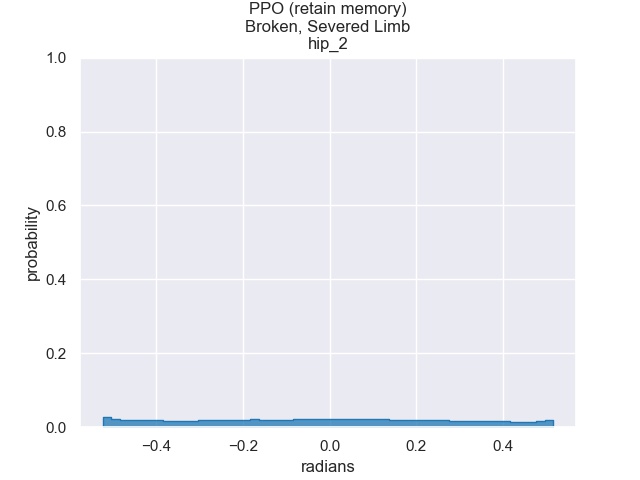 PPO (retain memory)
Broken, Severed Limb
hip_2
1.0
0.8
0.6
0.4
0.2
0.0
probability
−0.4
−0.2
0.0
0.2
0.4
radians